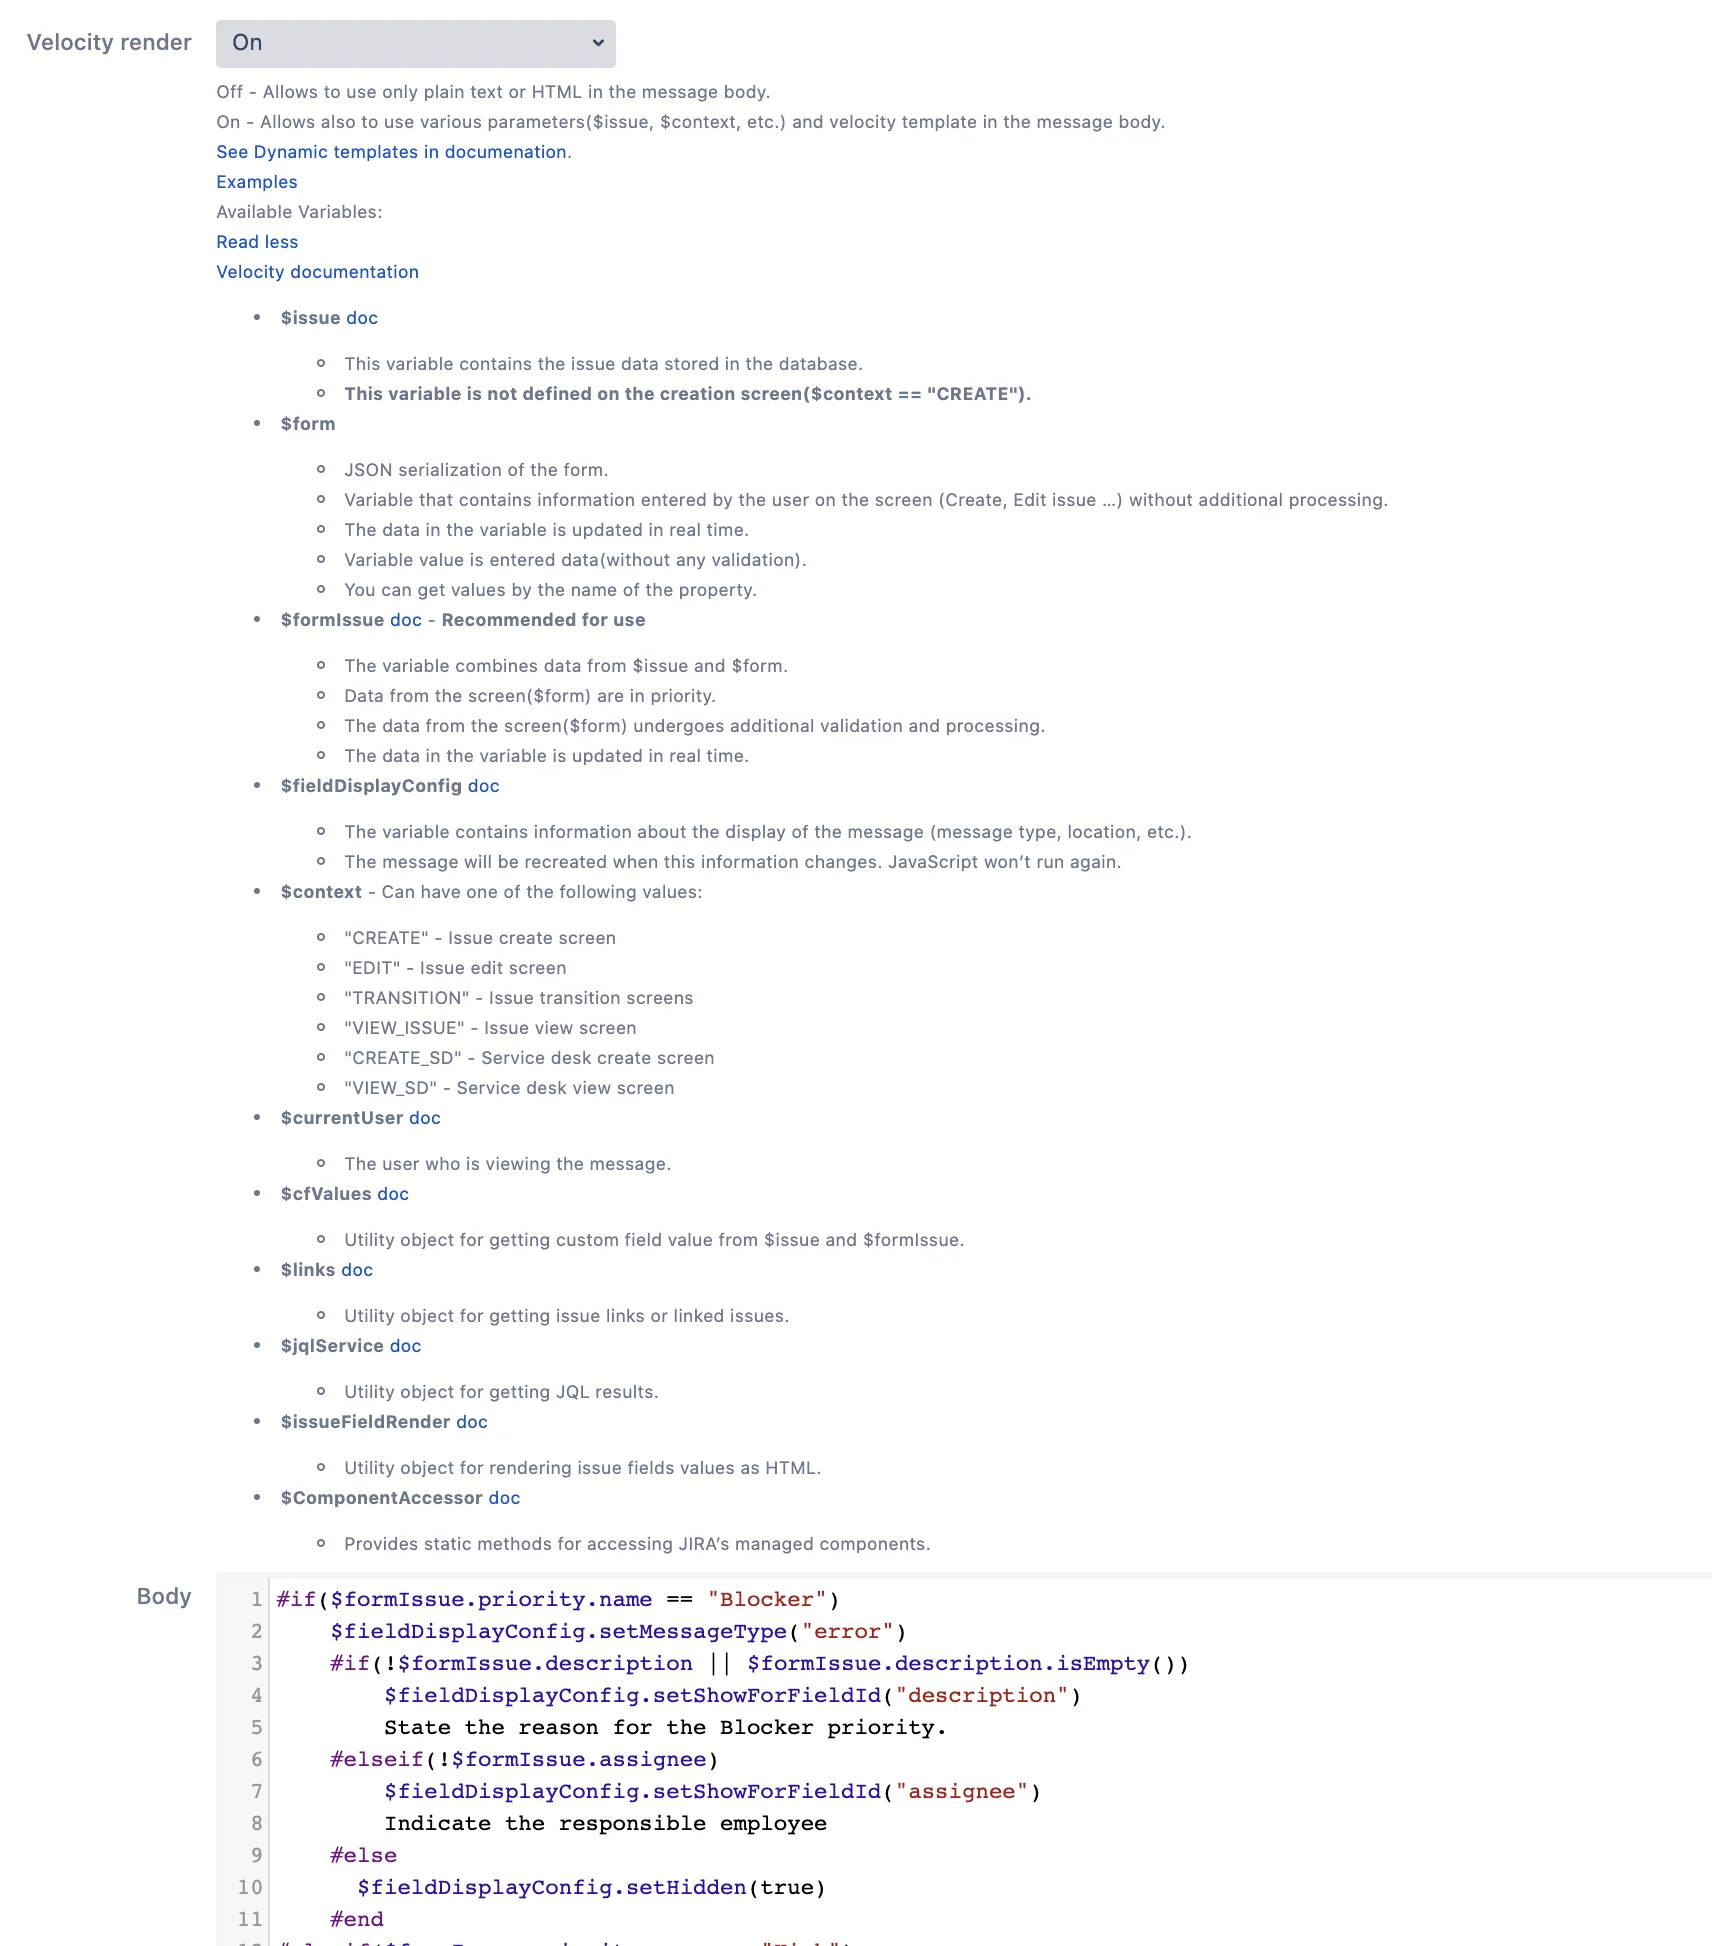 Velocity render
On
Off - Allows to use only plain text or HTML in the message body.
On - Allows also to use various parameters($issue, $context, etc.) and velocity template in the message body.
See Dynamic templates in documenation.
Examples
Available Variables:
Read less
Velocity documentation
$issue doc
This variable contains the issue data stored in the database.
This variable is not defined on the creation screen($context == "CREATE").
$form
JSON serialization of the form.
Variable that contains information entered by the user on the screen (Create, Edit issue ...) without additional processing.
The data in the variable is updated in real time.
Variable value is entered data(without any validation).
You can get values by the name of the property.
$formIssue doc - Recommended for use
The variable combines data from $issue and $form.
Data from the screen($form) are in priority.
The data from the screen($form) undergoes additional validation and processing.
The data in the variable is updated in real time.
$fieldDisplayConfig doc
The variable contains information about the display of the message (message type, location, etc.).
The message will be recreated when this information changes. JavaScript won’t run again.
$context - Can have one of the following values:
"CREATE" - Issue create screen
"EDIT" - Issue edit screen
"TRANSITION" - Issue transition screens
"VIEW_ISSUE" - Issue view screen
"CREATE_SD" - Service desk create screen
"VIEW_SD" - Service desk view screen
$currentUser doc
The user who is viewing the message.
$cfValues doc
Utility object for getting custom field value from $issue and $formIssue.
$links doc
Utility object for getting issue links or linked issues.
$jqlService doc
Utility object for getting JQL results.
$issueFieldRender doc
Utility object for rendering issue fields values as HTML.
$ComponentAccessor doc
Provides static methods for accessing JIRA’s managed components.
Body
1 #if($formIssue.priority.name == "Blocker")
2 $fieldDisplayConfig.setMessageType("error")
3 #if(!$formIssue.description || $formIssue.description.isEmpty())
4 $fieldDisplayConfig.setShowForFieldId("description")
5 State the reason for the Blocker priority.
6 #elseif(!$formIssue.assignee)
7 $fieldDisplayConfig.setShowForFieldId("assignee")
8 Indicate the responsible employee
9 #else
10 $fieldDisplayConfig.setHidden(true)
11 #end